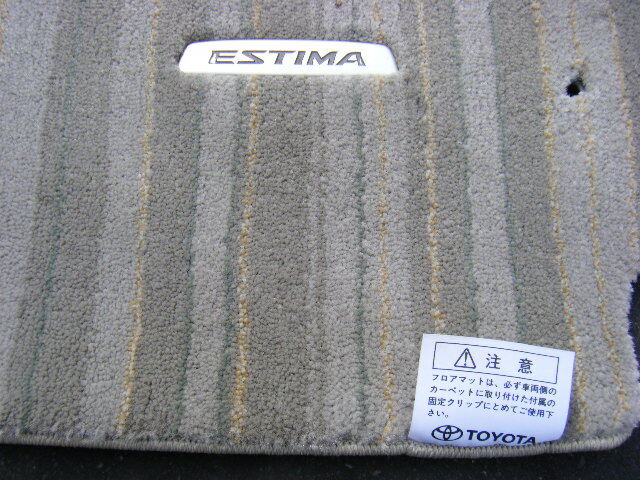 ESTIMA
注意
フロアマットは、必ず車両側の
カーペットに取り付けた付属の
固定クリップにとめてご使用下
さい。
TOYOTA